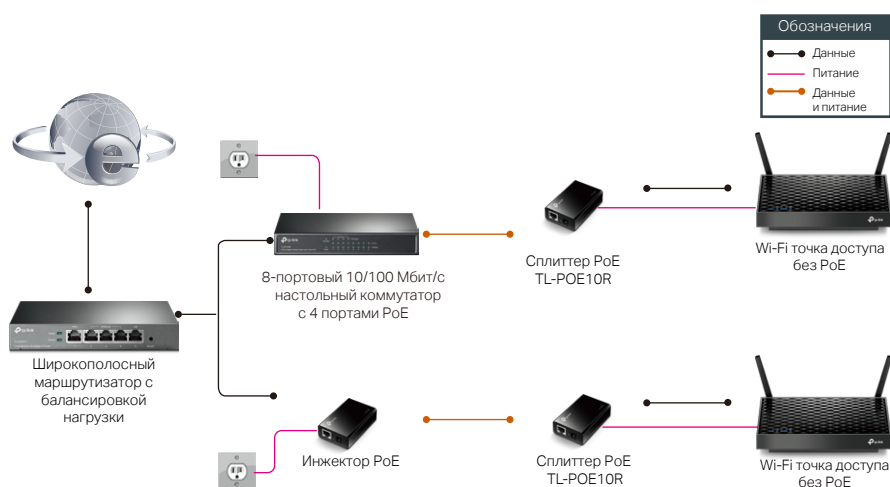 Обозначения
Данные
Питание
Данные
и питание
Wi-Fi точка доступа
без PoE
Сплиттер PoE
TL-POE10R
8-портовый 10/100 Мбит/с
настольный коммутатор
с 4 портами PoE
Широкополосный
маршрутизатор с
балансировкой
нагрузки
Инжектор PoE
Сплиттер PoE
TL-POE10R
Wi-Fi точка доступа
без PoE